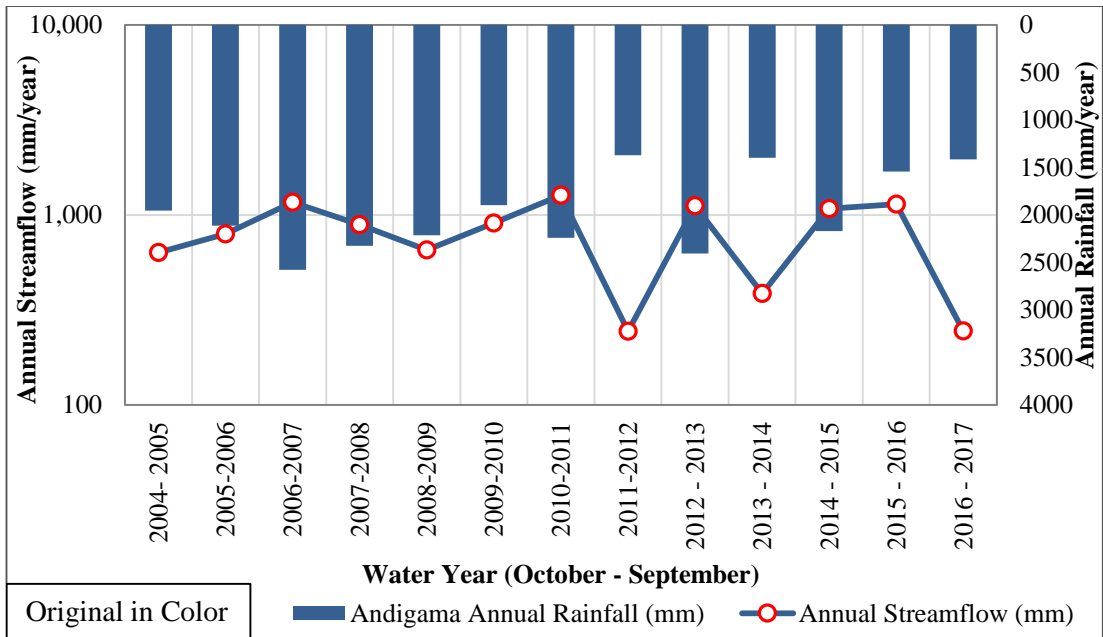 10,000
1,000
100
Annual Streamflow (mm/year)
0
500
1000
1500
2000
2500
3000
3500
4000
Annual Rainfall (mm/year)
2004- 2005
2005-2006
2006-2007
2007-2008
2008-2009
2009-2010
2010-2011
2011-2012
2012 - 2013
2013 - 2014
2014 - 2015
2015 - 2016
2016 - 2017
Water Year (October - September)
Original in Color
Andigama Annual Rainfall (mm)
Annual Streamflow (mm)